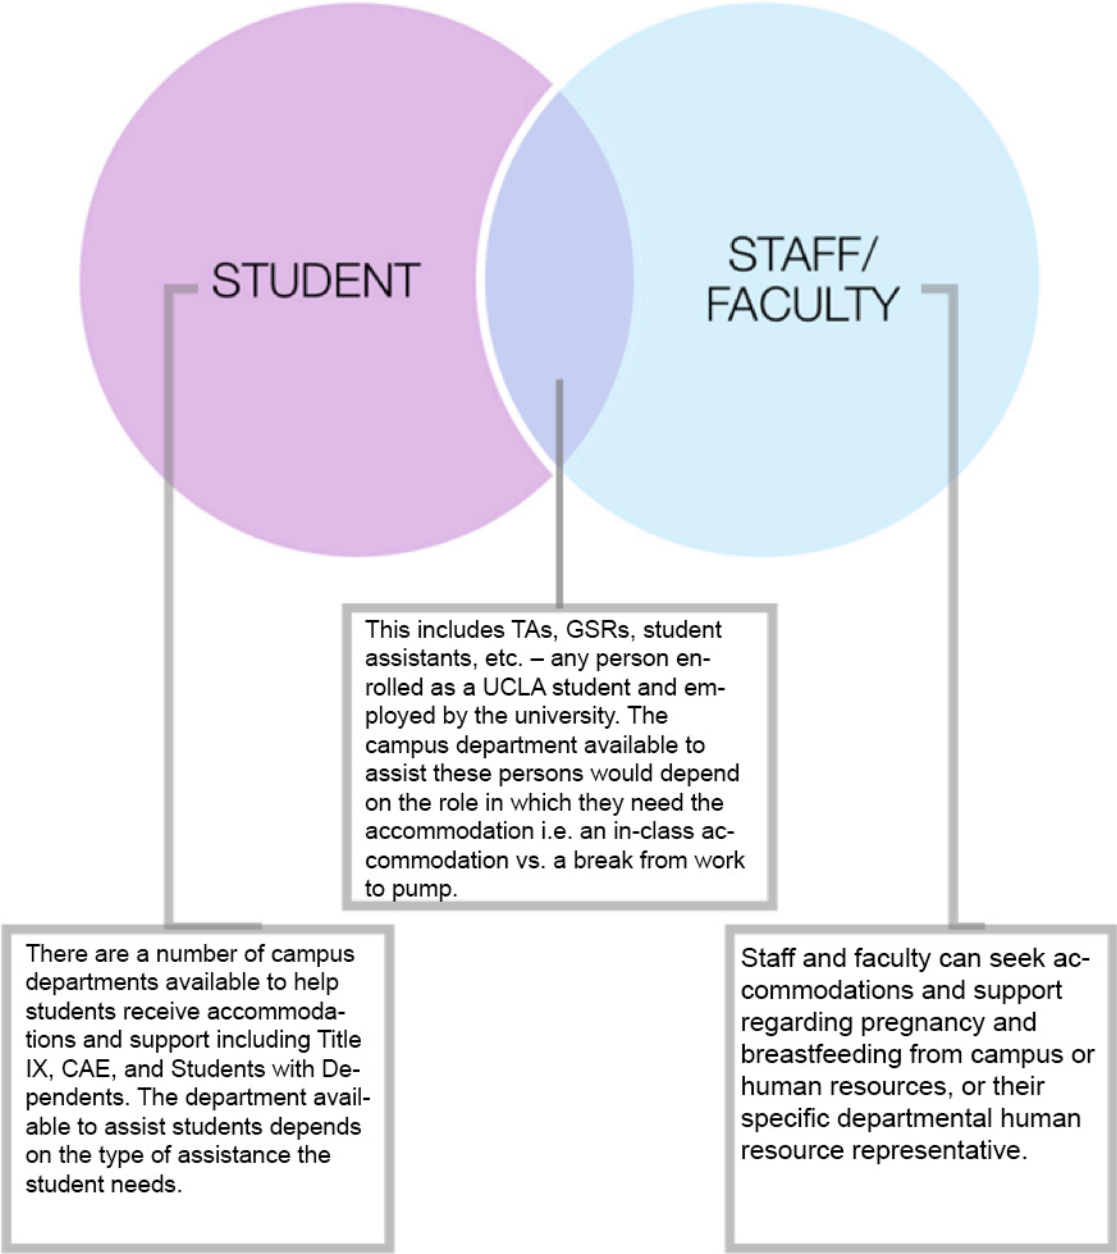 STUDENT
STAFF/
FACULTY
This includes TAs, GSRs, student
assistants, etc. – any person en-
rolled as a UCLA student and em-
ployed by the university. The
campus department available to
assist these persons would depend
on the role in which they need the
accommodation i.e. an in-class ac-
commodation vs. a break from work
to pump.
There are a number of campus
departments available to help
students receive accommoda-
tions and support including Title
IX, CAE, and Students with De-
pendents. The department avail-
able to assist students depends
on the type of assistance the
student needs.
Staff and faculty can seek ac-
commodations and support
regarding pregnancy and
breastfeeding from campus or
human resources, or their
specific departmental human
resource representative.